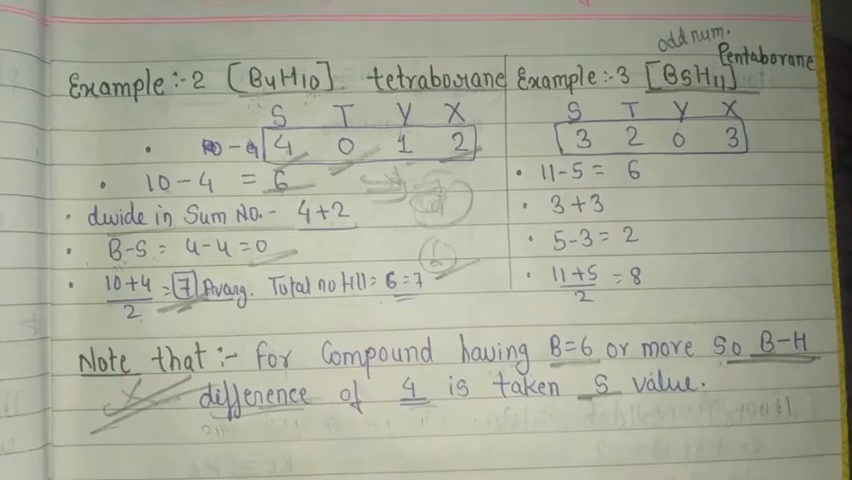 Example :- 2 [B4H10] tetraborane
S T Y X
4 0 1 2
• 10 - 4 = 6
• divide in Sum No. - 4+2
• B-S = 4-4 = 0
• 10+4/2 = 7 Avarg. Total no till = 6 = 7
odd num.
Pentaborane
Example :- 3 [B5H11]
S T Y X
3 2 0 3
• 11-5 = 6
• 3+3
• 5-3 = 2
• 11+5/2 = 8
Note that :- for Compound having B=6 or more so B-H
difference of 4 is taken S value.